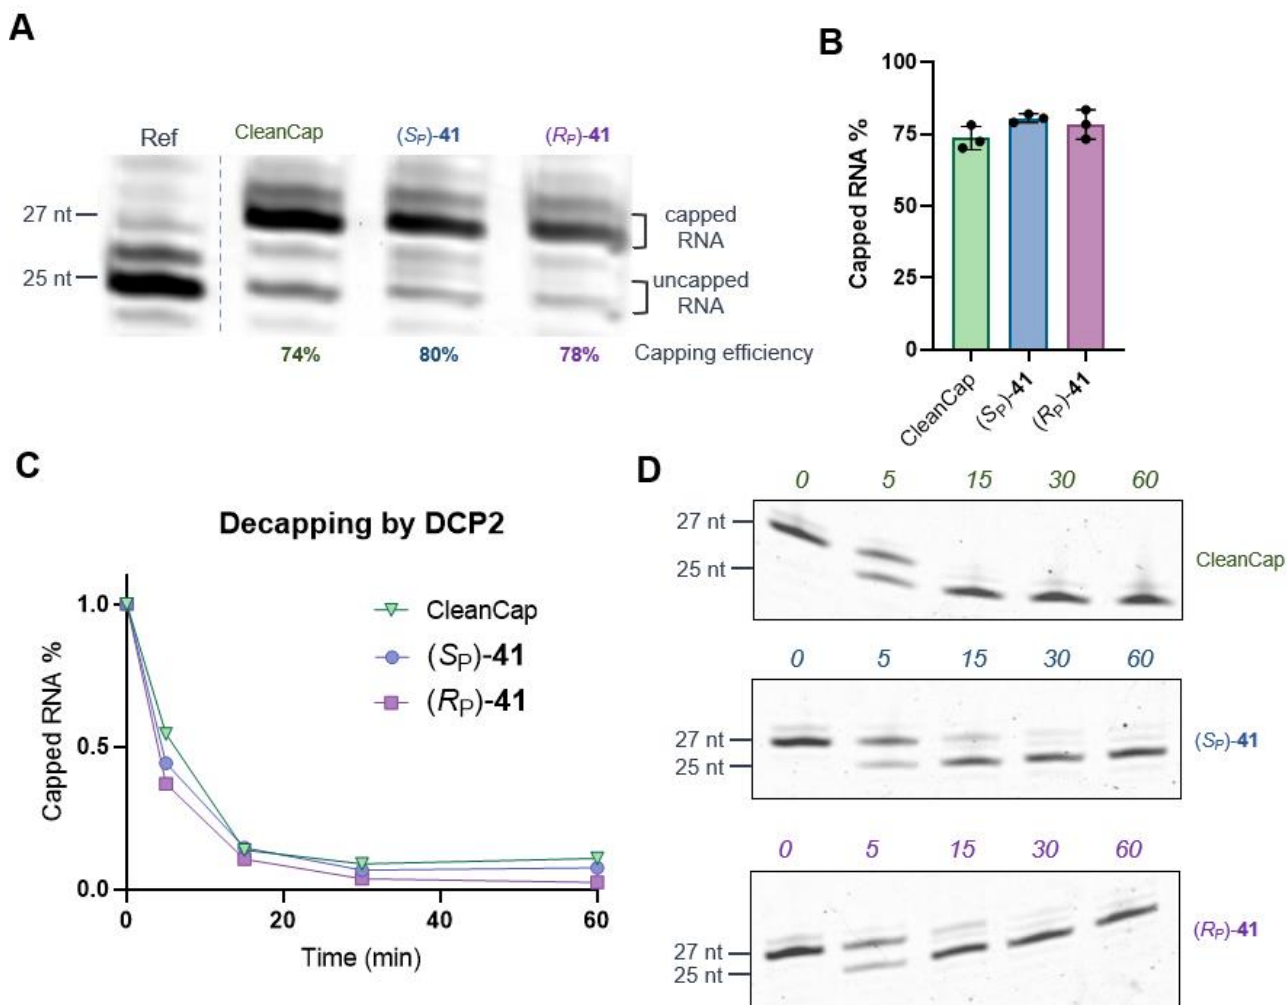 A
Ref CleanCap (SP)-41 (RP)-41
27 nt
25 nt
capped
RNA
uncapped
RNA
74% 80% 78% Capping efficiency
B
Capped RNA %
100
75
50
25
0
CleanCap
(SP)-41
(RP)-41
C
Decapping by DCP2
Capped RNA %
1.0
0.5
0.0
0 20 40 60
Time (min)
CleanCap
(SP)-41
(RP)-41
D
0 5 15 30 60
27 nt
25 nt
CleanCap
0 5 15 30 60
27 nt
25 nt
(SP)-41
0 5 15 30 60
27 nt
25 nt
(RP)-41